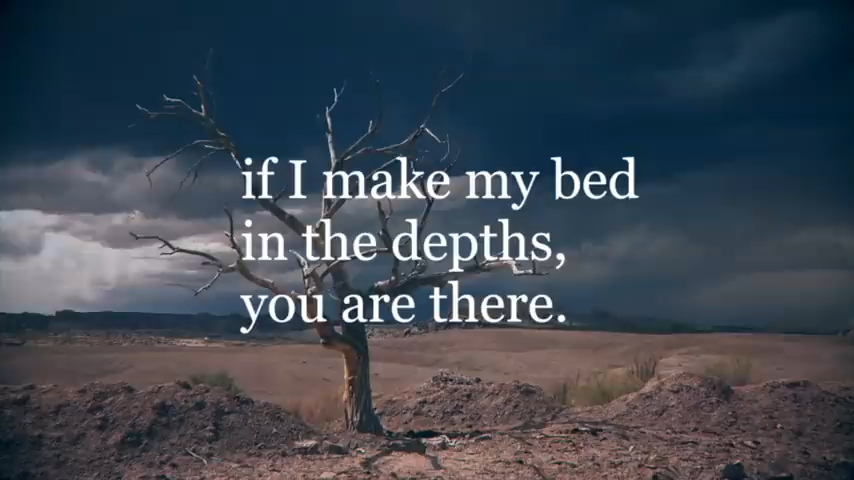 if I make my bed
in the depths,
you are there.